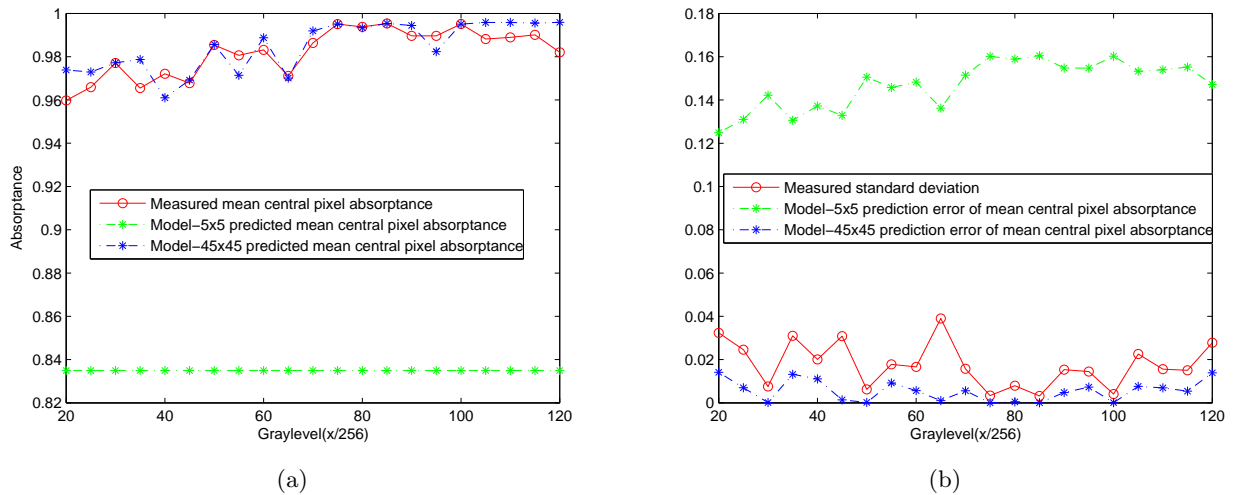 1
0.98
0.96
0.94
0.92
0.9
0.88
0.86
0.84
0.82
Absorptance
Measured mean central pixel absorptance
Model−5x5 predicted mean central pixel absorptance
Model−45x45 predicted mean central pixel absorptance
20 40 60 80 100 120
Graylevel(x/256)
(a)
0.18
0.16
0.14
0.12
0.1
0.08
0.06
0.04
0.02
0
Measured standard deviation
Model−5x5 prediction error of mean central pixel absorptance
Model−45x45 prediction error of mean central pixel absorptance
20 40 60 80 100 120
Graylevel(x/256)
(b)